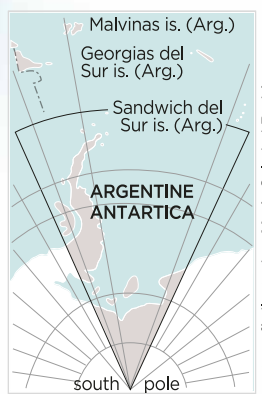 Malvinas is. (Arg.)
Georgias del
Sur is. (Arg.)
Sandwich del
Sur is. (Arg.)
ARGENTINE
ANTARTICA
south pole